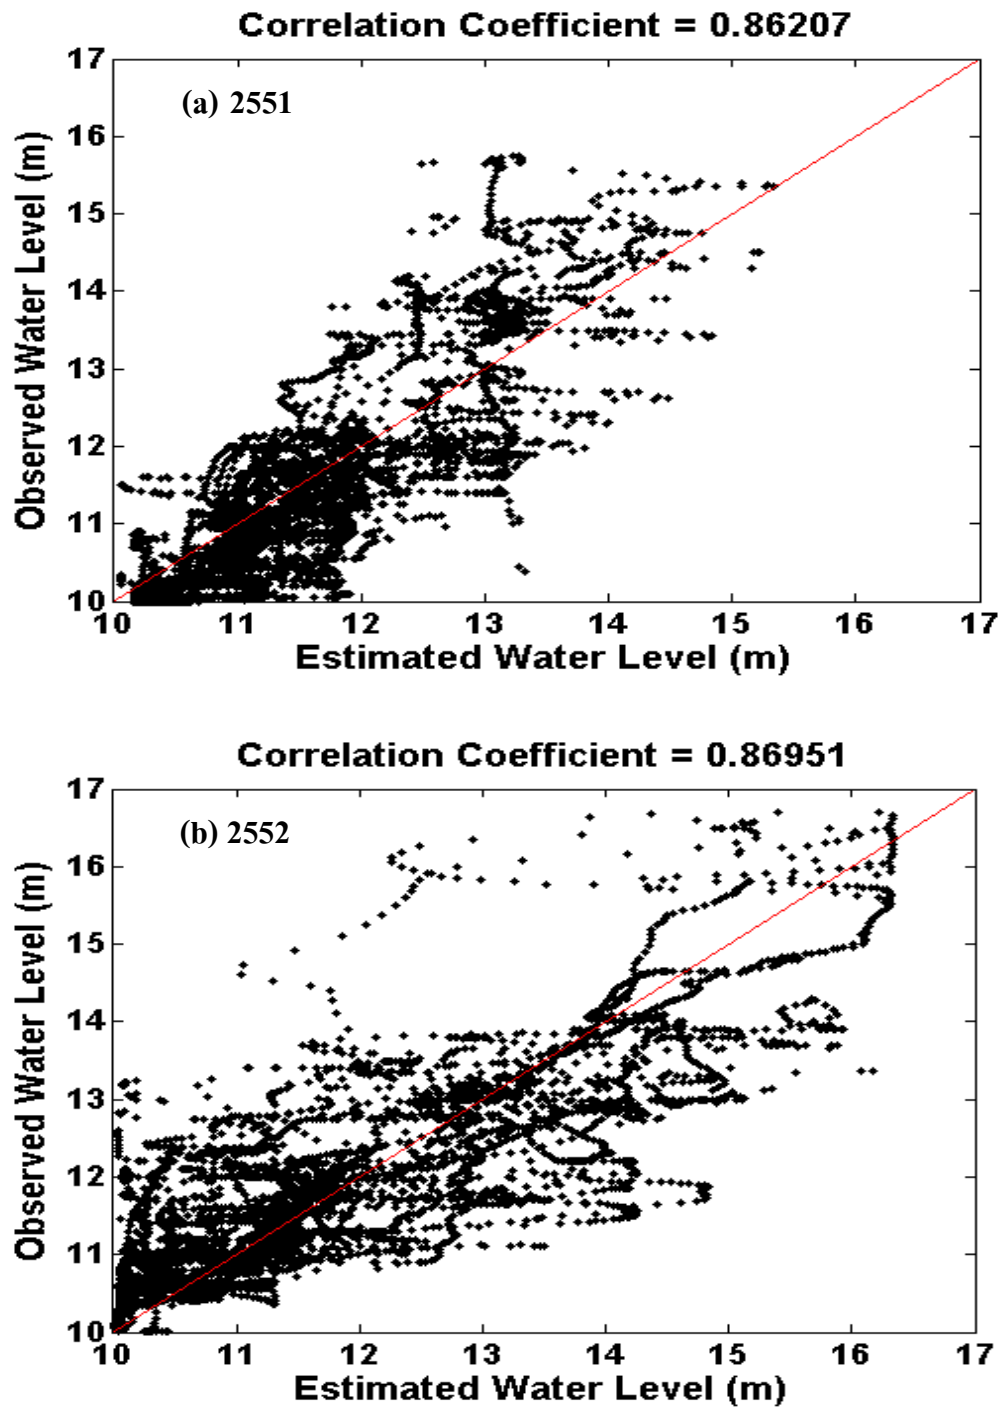 Correlation Coefficient = 0.86207
17
(a) 2551
16
15
14
13
12
11
10
Observed Water Level (m)
10 11 12 13 14 15 16 17
Estimated Water Level (m)
Correlation Coefficient = 0.86951
17
(b) 2552
16
15
14
13
12
11
10
Observed Water Level (m)
10 11 12 13 14 15 16 17
Estimated Water Level (m)